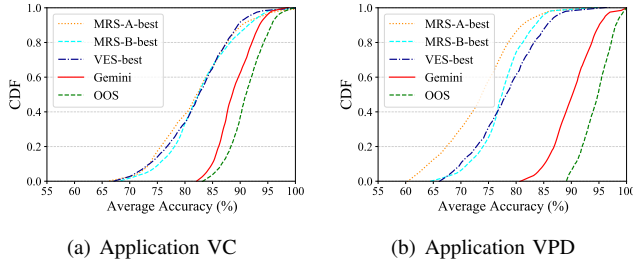 1.0
0.8
0.6
0.4
0.2
0.0
CDF
MRS-A-best
MRS-B-best
VES-best
Gemini
OOS
55 60 65 70 75 80 85 90 95 100
Average Accuracy (%)
(a) Application VC
1.0
0.8
0.6
0.4
0.2
0.0
CDF
MRS-A-best
MRS-B-best
VES-best
Gemini
OOS
55 60 65 70 75 80 85 90 95 100
Average Accuracy (%)
(b) Application VPD